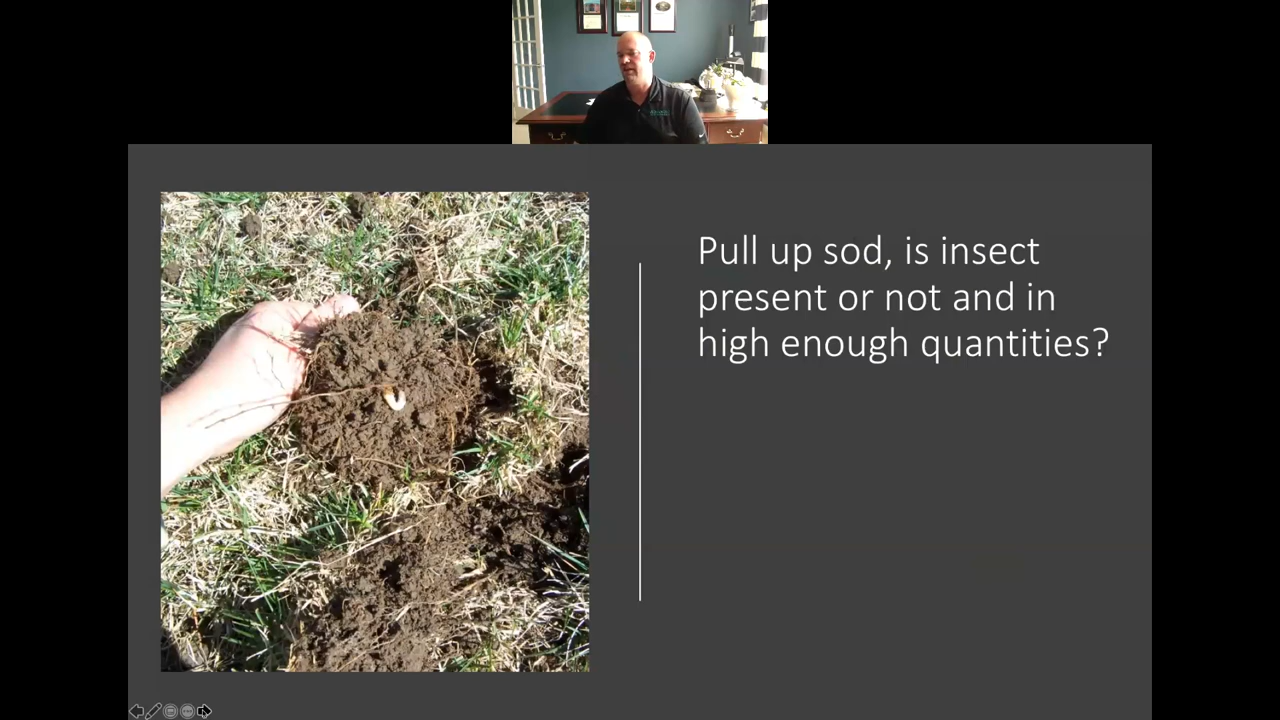 Pull up sod, is insect
present or not and in
high enough quantities?